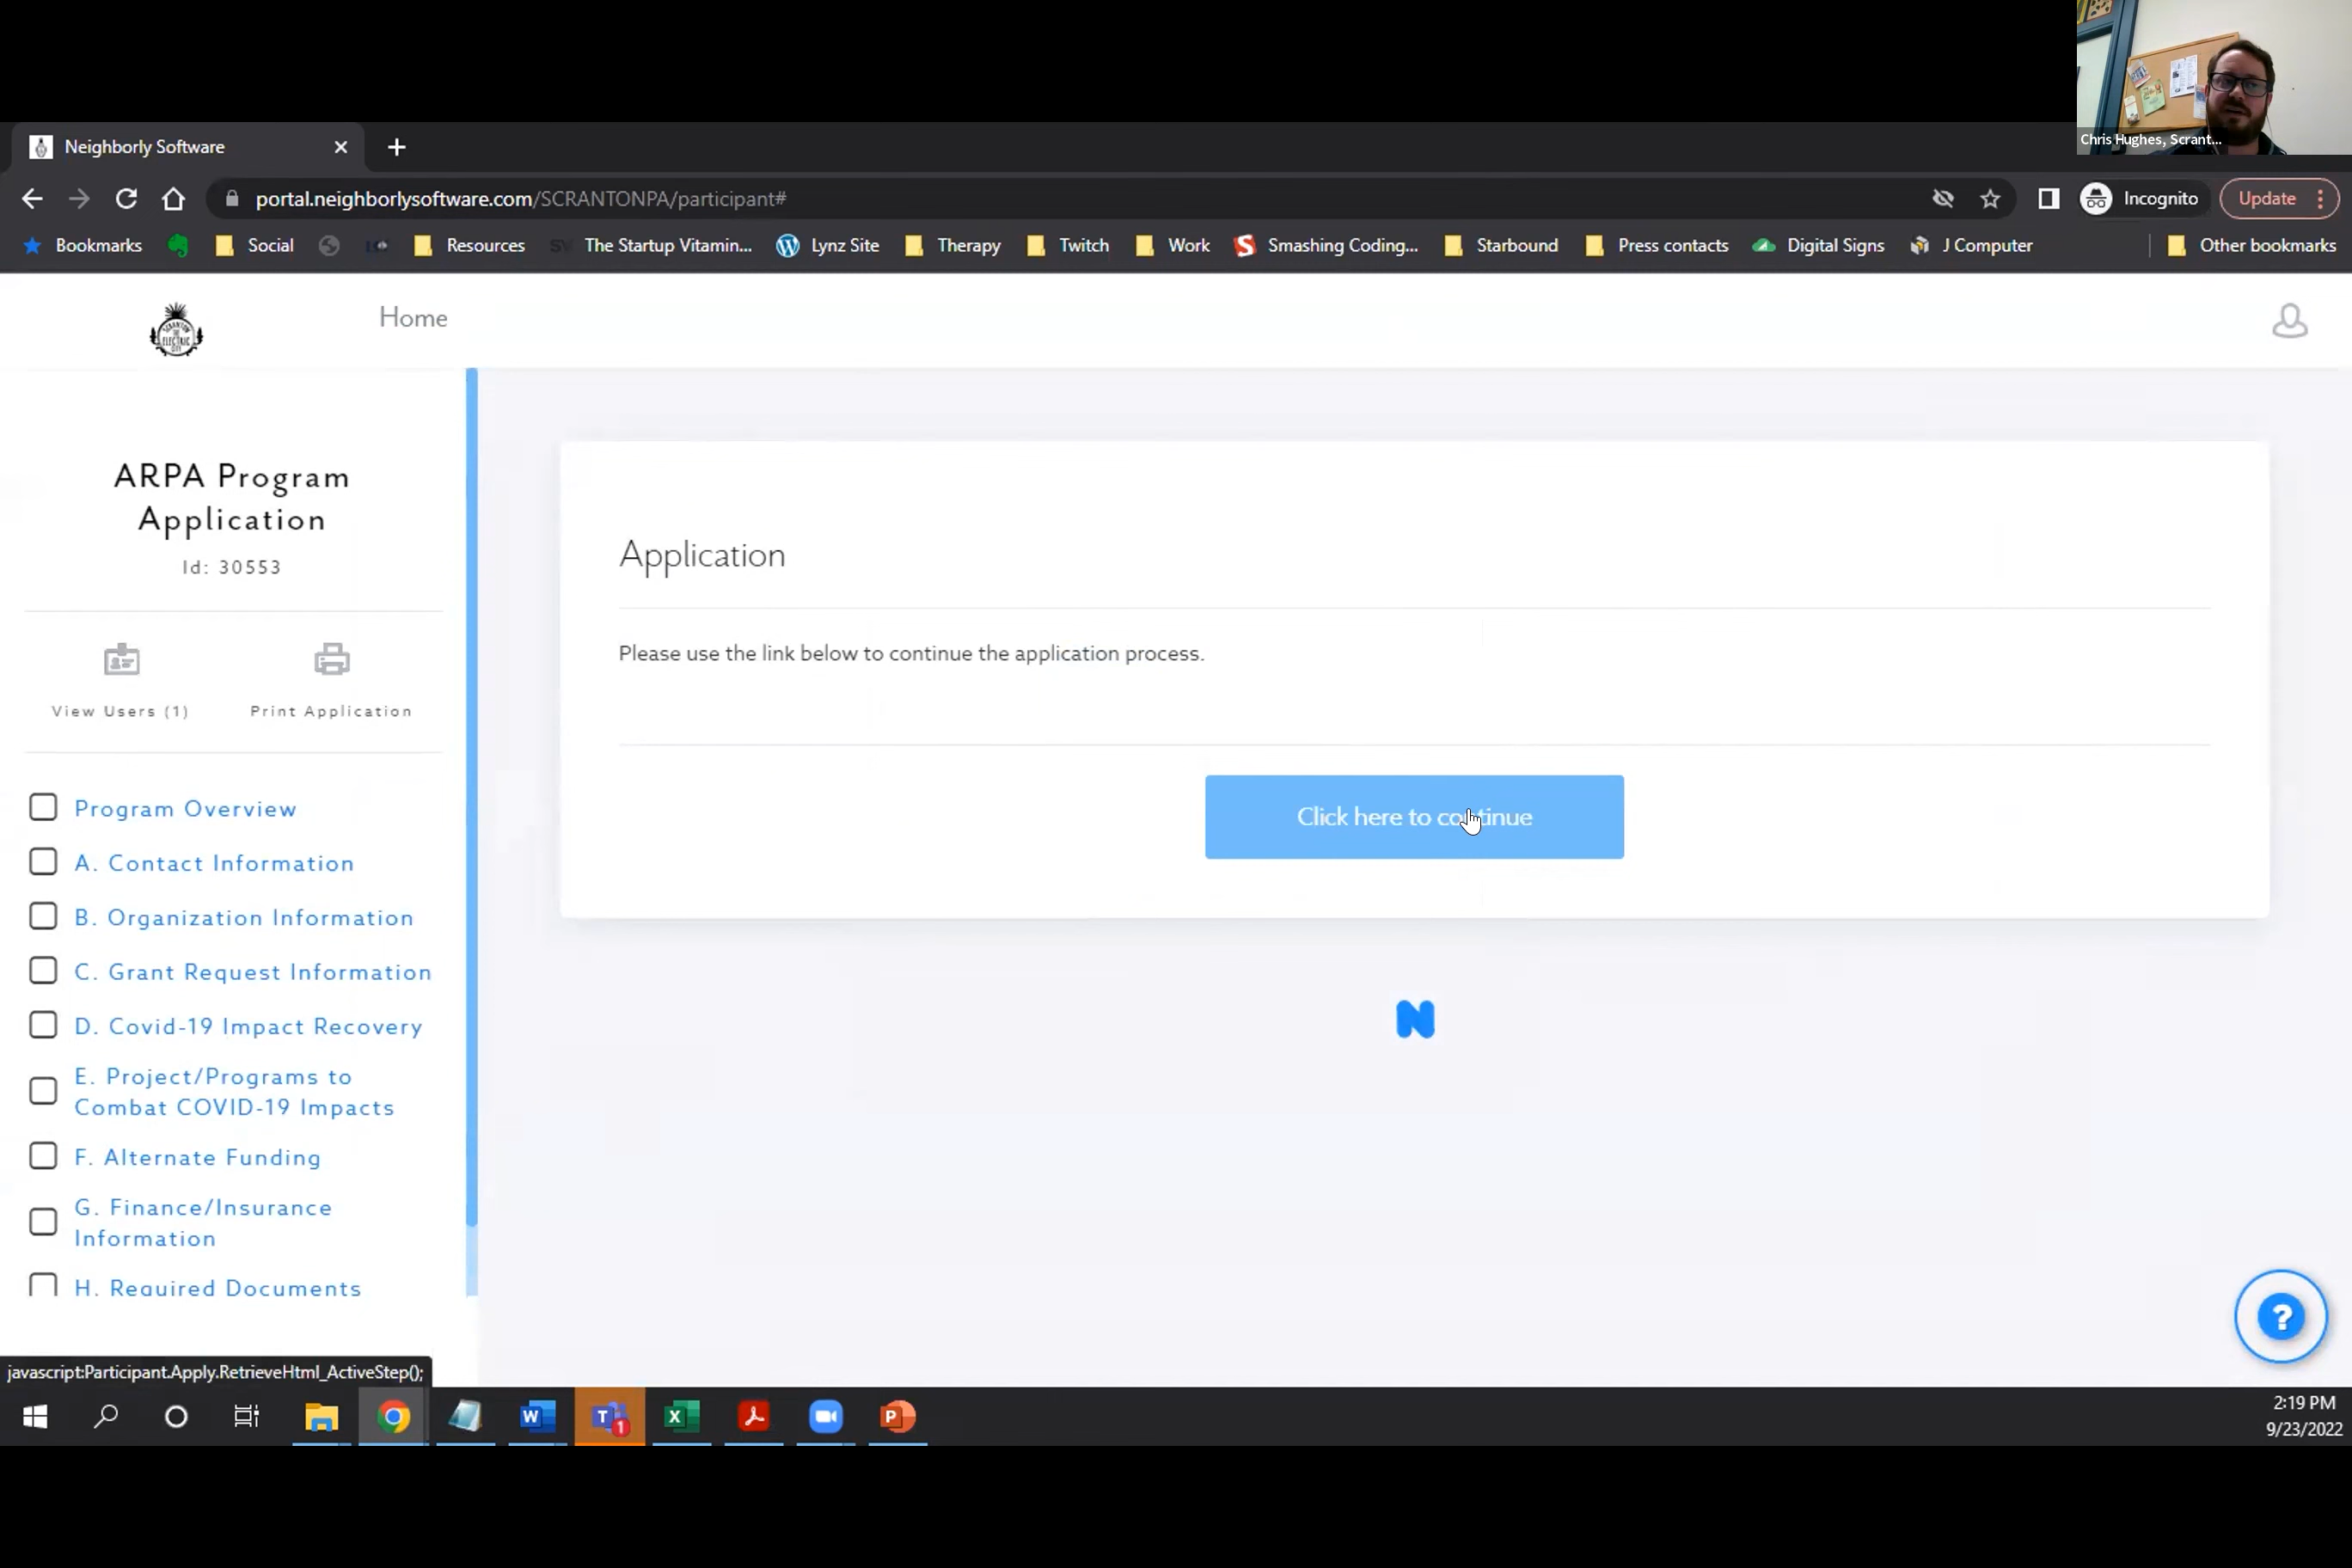 Chris Hughes, Scrant...
Neighborly Software
portal.neighborlysoftware.com/SCRANTONPA/participant#
Incognito
Update
Bookmarks
Social
Resources
The Startup Vitamin...
Lynz Site
Therapy
Twitch
Work
Smashing Coding...
Starbound
Press contacts
Digital Signs
J Computer
Other bookmarks
SCRANTON
THE
ELECTRIC
CITY
Home
ARPA Program
Application
Id: 30553
View Users (1)
Print Application
Program Overview
A. Contact Information
B. Organization Information
C. Grant Request Information
D. Covid-19 Impact Recovery
E. Project/Programs to
Combat COVID-19 Impacts
F. Alternate Funding
G. Finance/Insurance
Information
H. Required Documents
Application
Please use the link below to continue the application process.
Click here to continue
N
?
javascript:Participant.Apply.RetrieveHtml_ActiveStep();
W
T
1
X
P
2:19 PM
9/23/2022